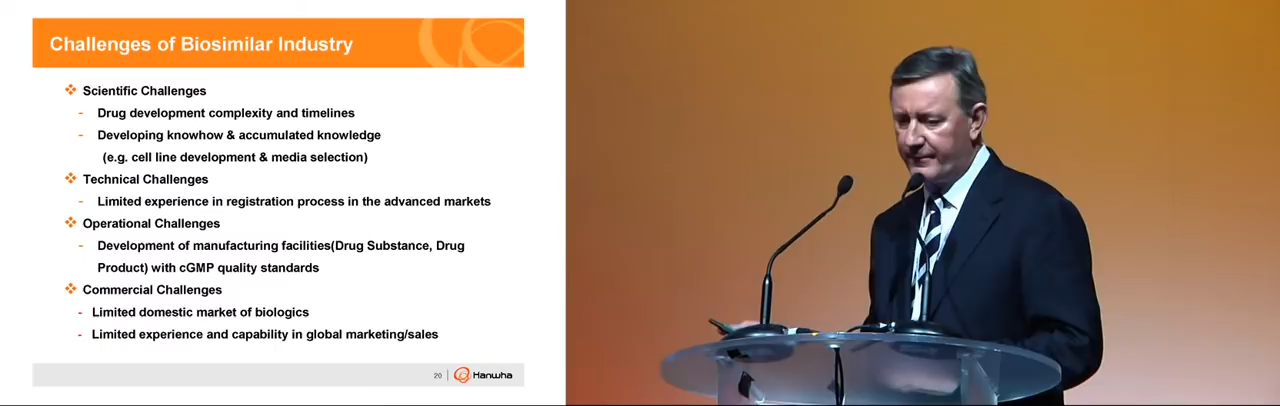 Challenges of Biosimilar Industry
❖ Scientific Challenges
- Drug development complexity and timelines
- Developing knowhow & accumulated knowledge
(e.g. cell line development & media selection)
❖ Technical Challenges
- Limited experience in registration process in the advanced markets
❖ Operational Challenges
- Development of manufacturing facilities(Drug Substance, Drug
Product) with cGMP quality standards
❖ Commercial Challenges
- Limited domestic market of biologics
- Limited experience and capability in global marketing/sales
20 | Hanwha